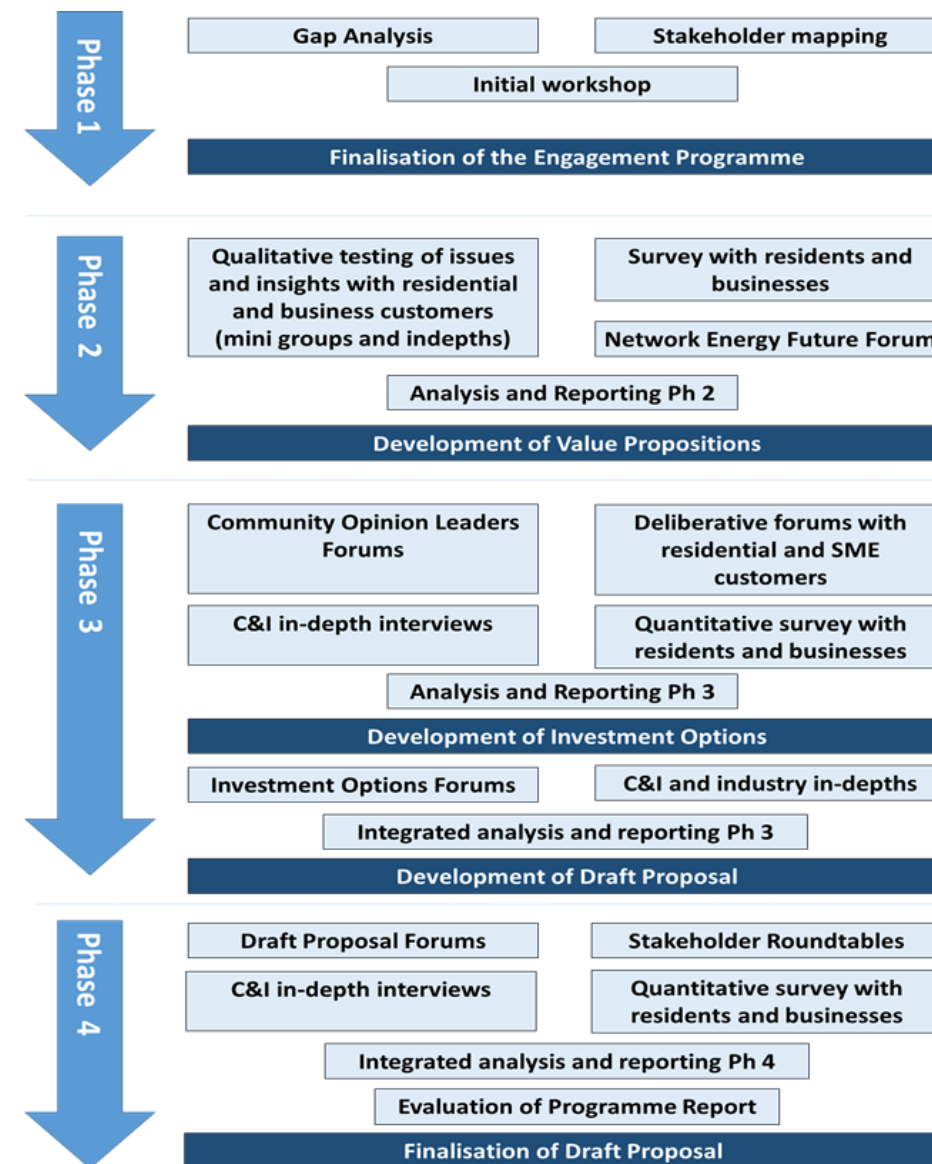 Phase 1
Gap Analysis
Stakeholder mapping
Initial workshop
Finalisation of the Engagement Programme
Phase 2
Qualitative testing of issues
and insights with residential
and business customers
(mini groups and indepths)
Survey with residents and
businesses
Network Energy Future Forum
Analysis and Reporting Ph 2
Development of Value Propositions
Phase 3
Community Opinion Leaders
Forums
Deliberative forums with
residential and SME
customers
C&I in-depth interviews
Quantitative survey with
residents and businesses
Analysis and Reporting Ph 3
Development of Investment Options
Investment Options Forums
C&I and industry in-depths
Integrated analysis and reporting Ph 3
Development of Draft Proposal
Phase 4
Draft Proposal Forums
Stakeholder Roundtables
C&I in-depth interviews
Quantitative survey with
residents and businesses
Integrated analysis and reporting Ph 4
Evaluation of Programme Report
Finalisation of Draft Proposal